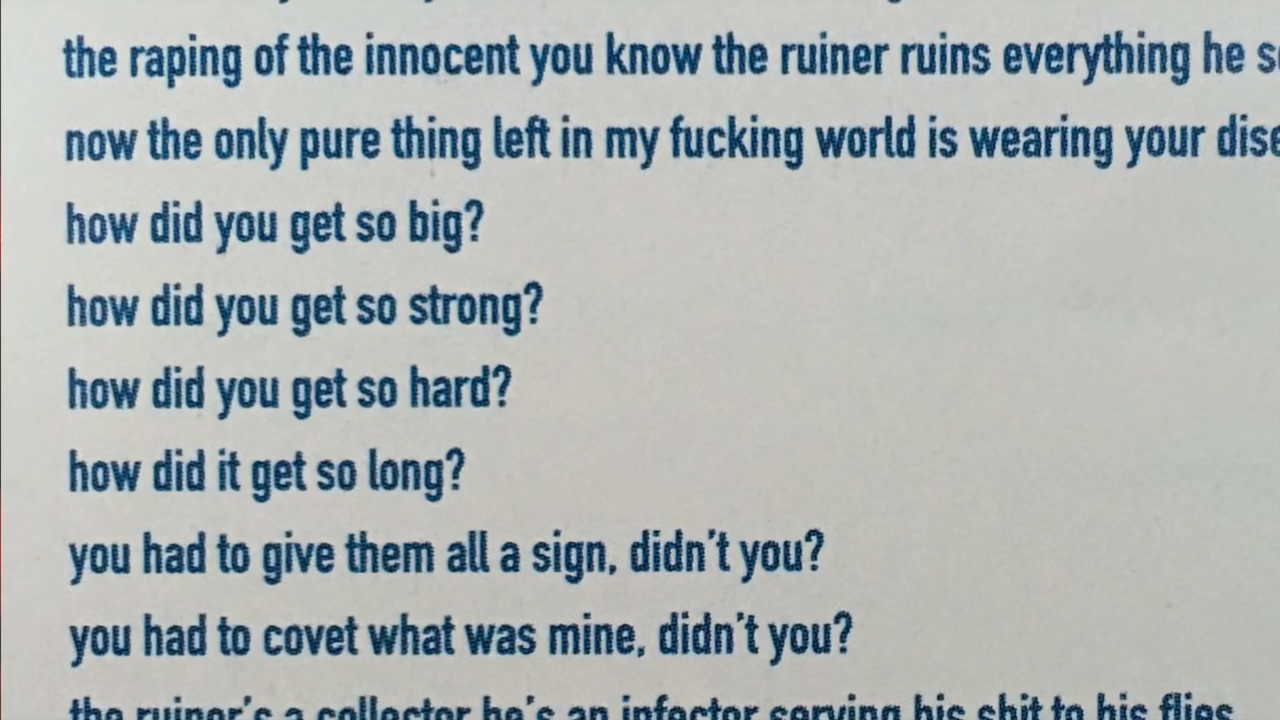 the raping of the innocent you know the ruiner ruins everything he
now the only pure thing left in my fucking world is wearing your
how did you get so big?
how did you get so strong?
how did you get so hard?
how did it get so long?
you had to give them all a sign, didn't you?
you had to covet what was mine, didn't you?
the ruiner's a collector he's an infector serving his shit to his flies